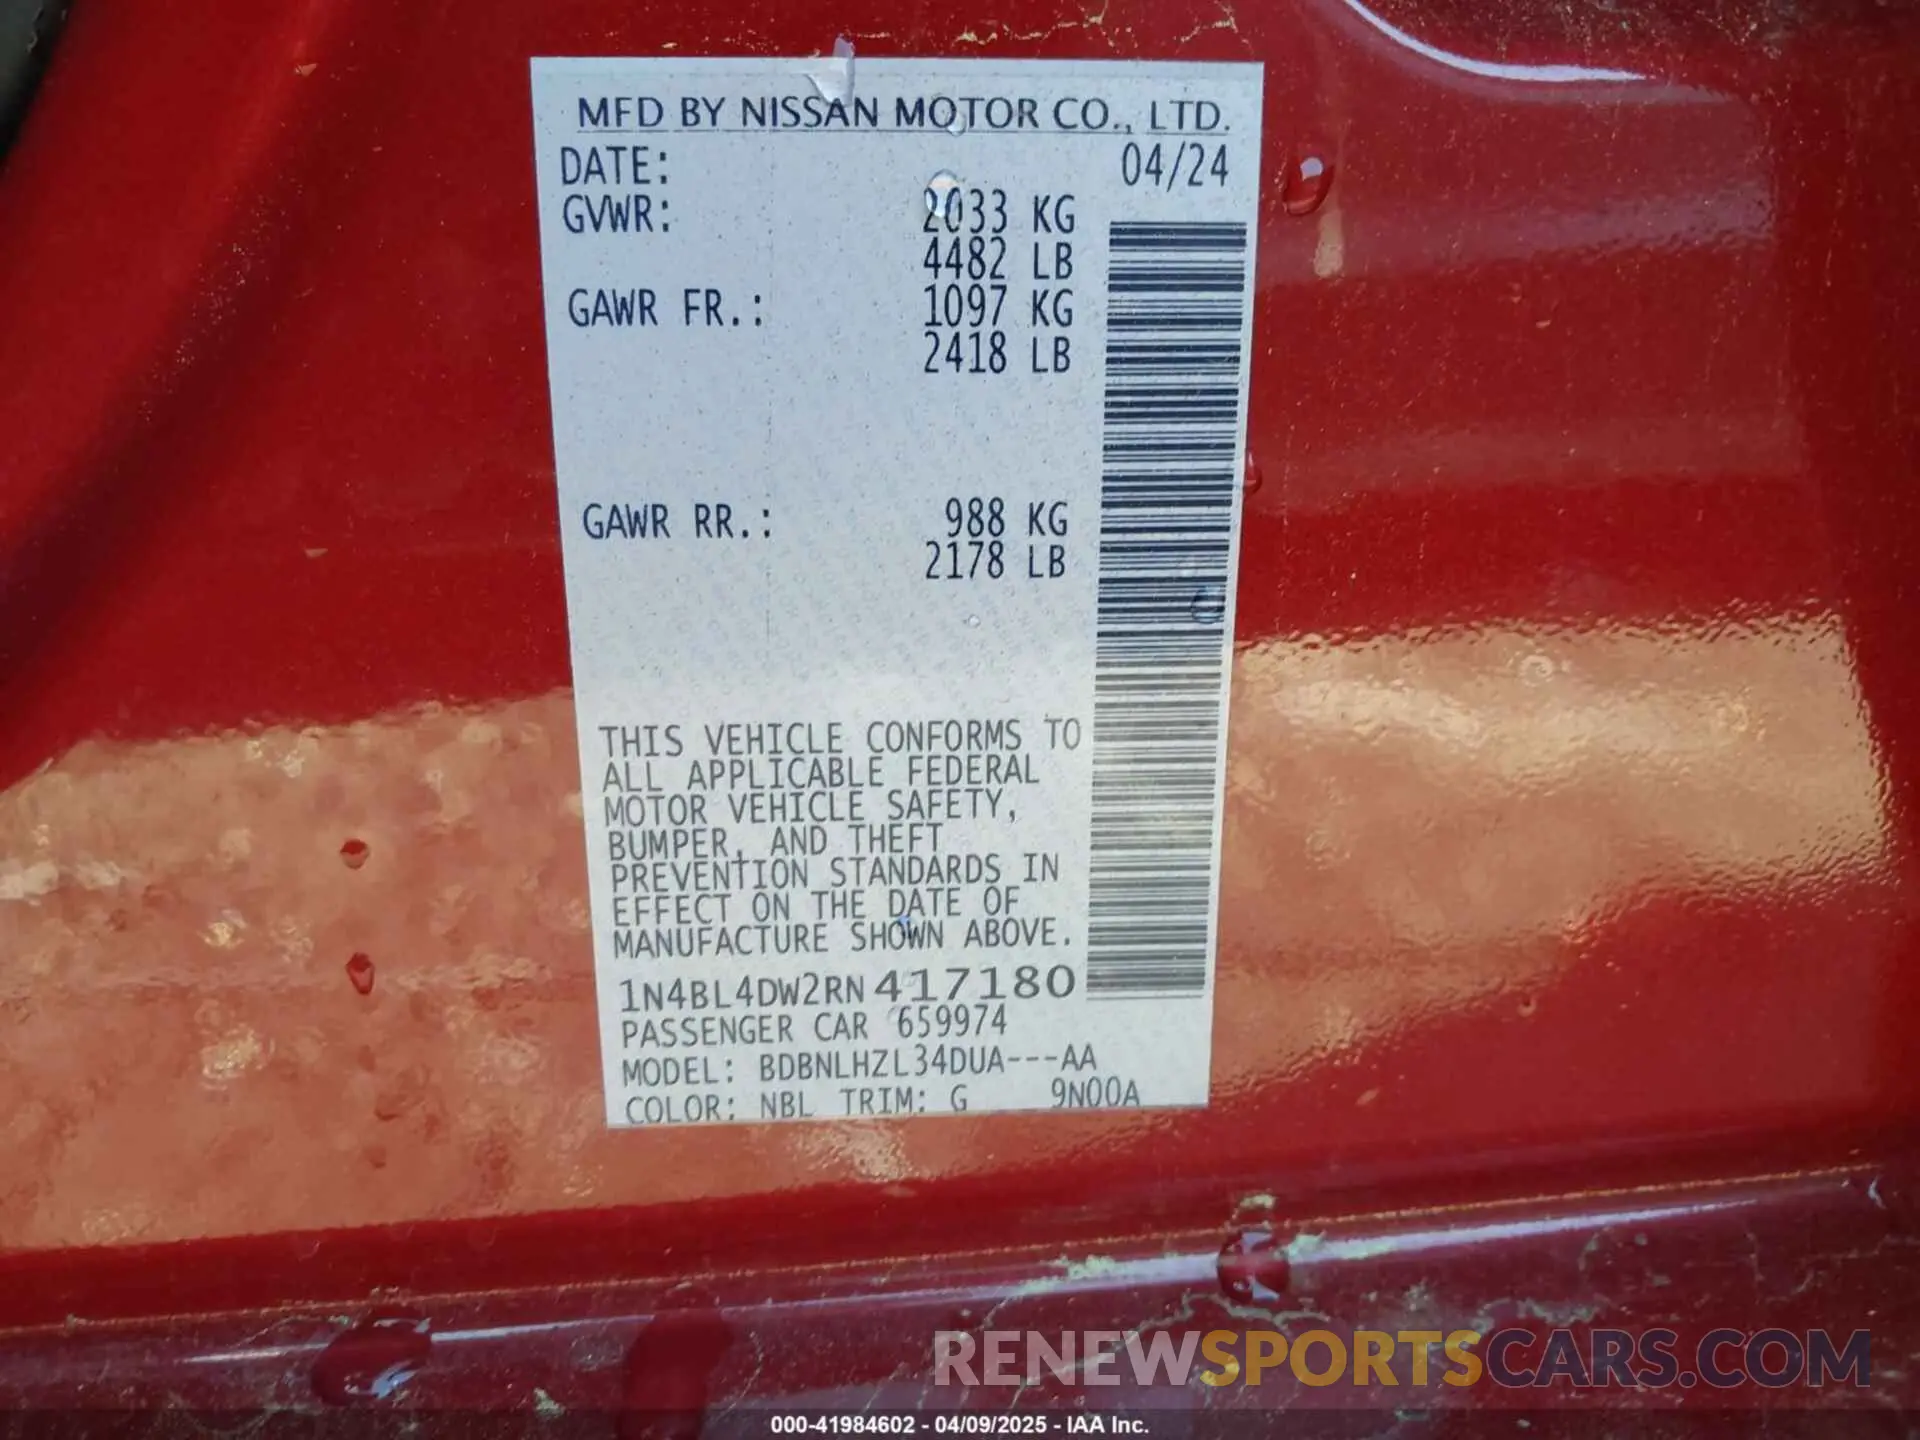 MFD BY NISSAN MOTOR CO., LTD.
DATE: 04/24
GVWR: 2033 KG
4482 LB
GAWR FR.: 1097 KG
2418 LB
GAWR RR.: 988 KG
2178 LB
THIS VEHICLE CONFORMS TO
ALL APPLICABLE FEDERAL
MOTOR VEHICLE SAFETY,
BUMPER, AND THEFT
PREVENTION STANDARDS IN
EFFECT ON THE DATE OF
MANUFACTURE SHOWN ABOVE.
1N4BL4DW2RN417180
PASSENGER CAR 659974
MODEL: BDBNLHZL34DUA---AA
COLOR: NBL TRIM: G 9N00A
RENEWSPORTSCARS.COM
000-41984602 - 04/09/2025 - IAA Inc.